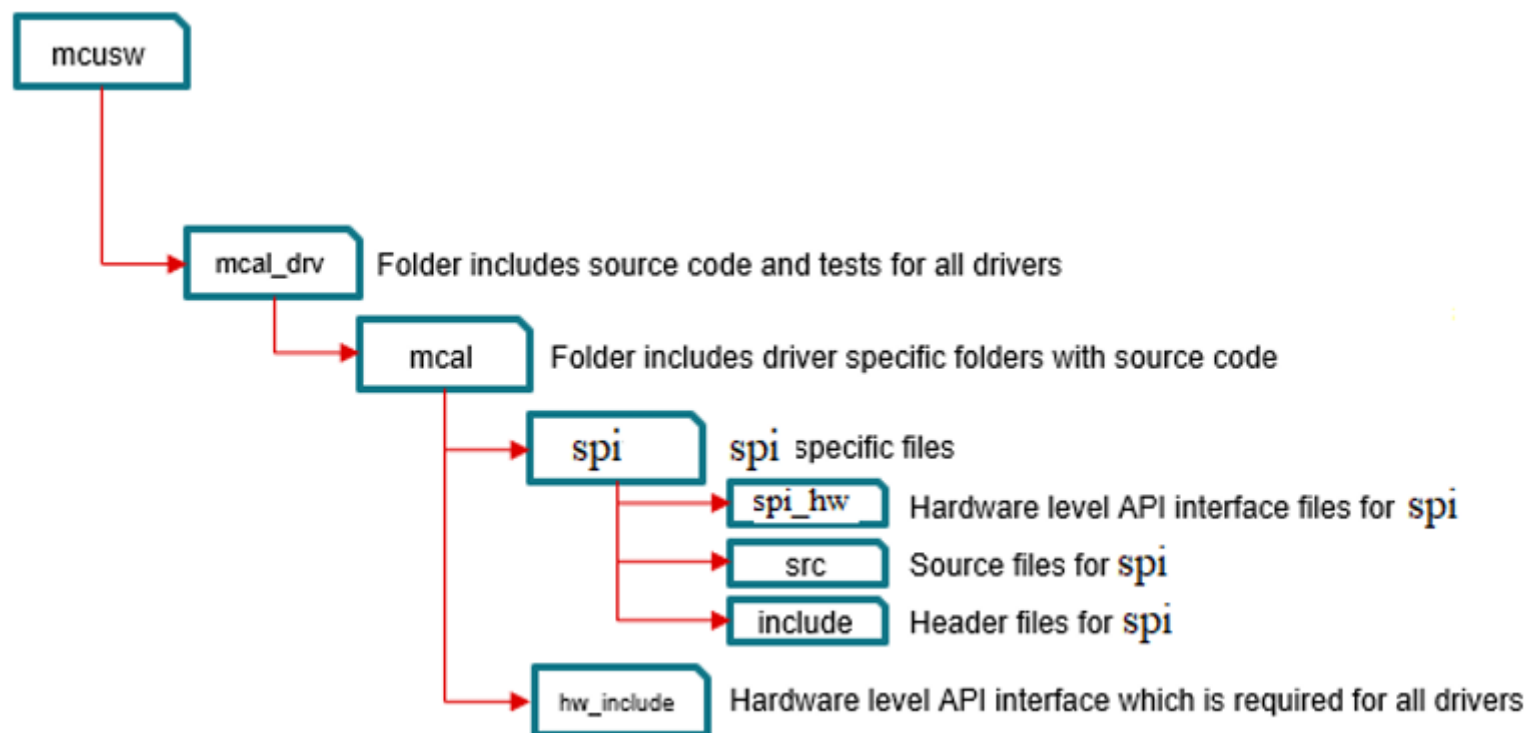 mcusw
mcal_drv Folder includes source code and tests for all drivers
mcal Folder includes driver specific folders with source code
spi spi specific files
spi_hw Hardware level API interface files for spi
src Source files for spi
include Header files for spi
hw_include Hardware level API interface which is required for all drivers